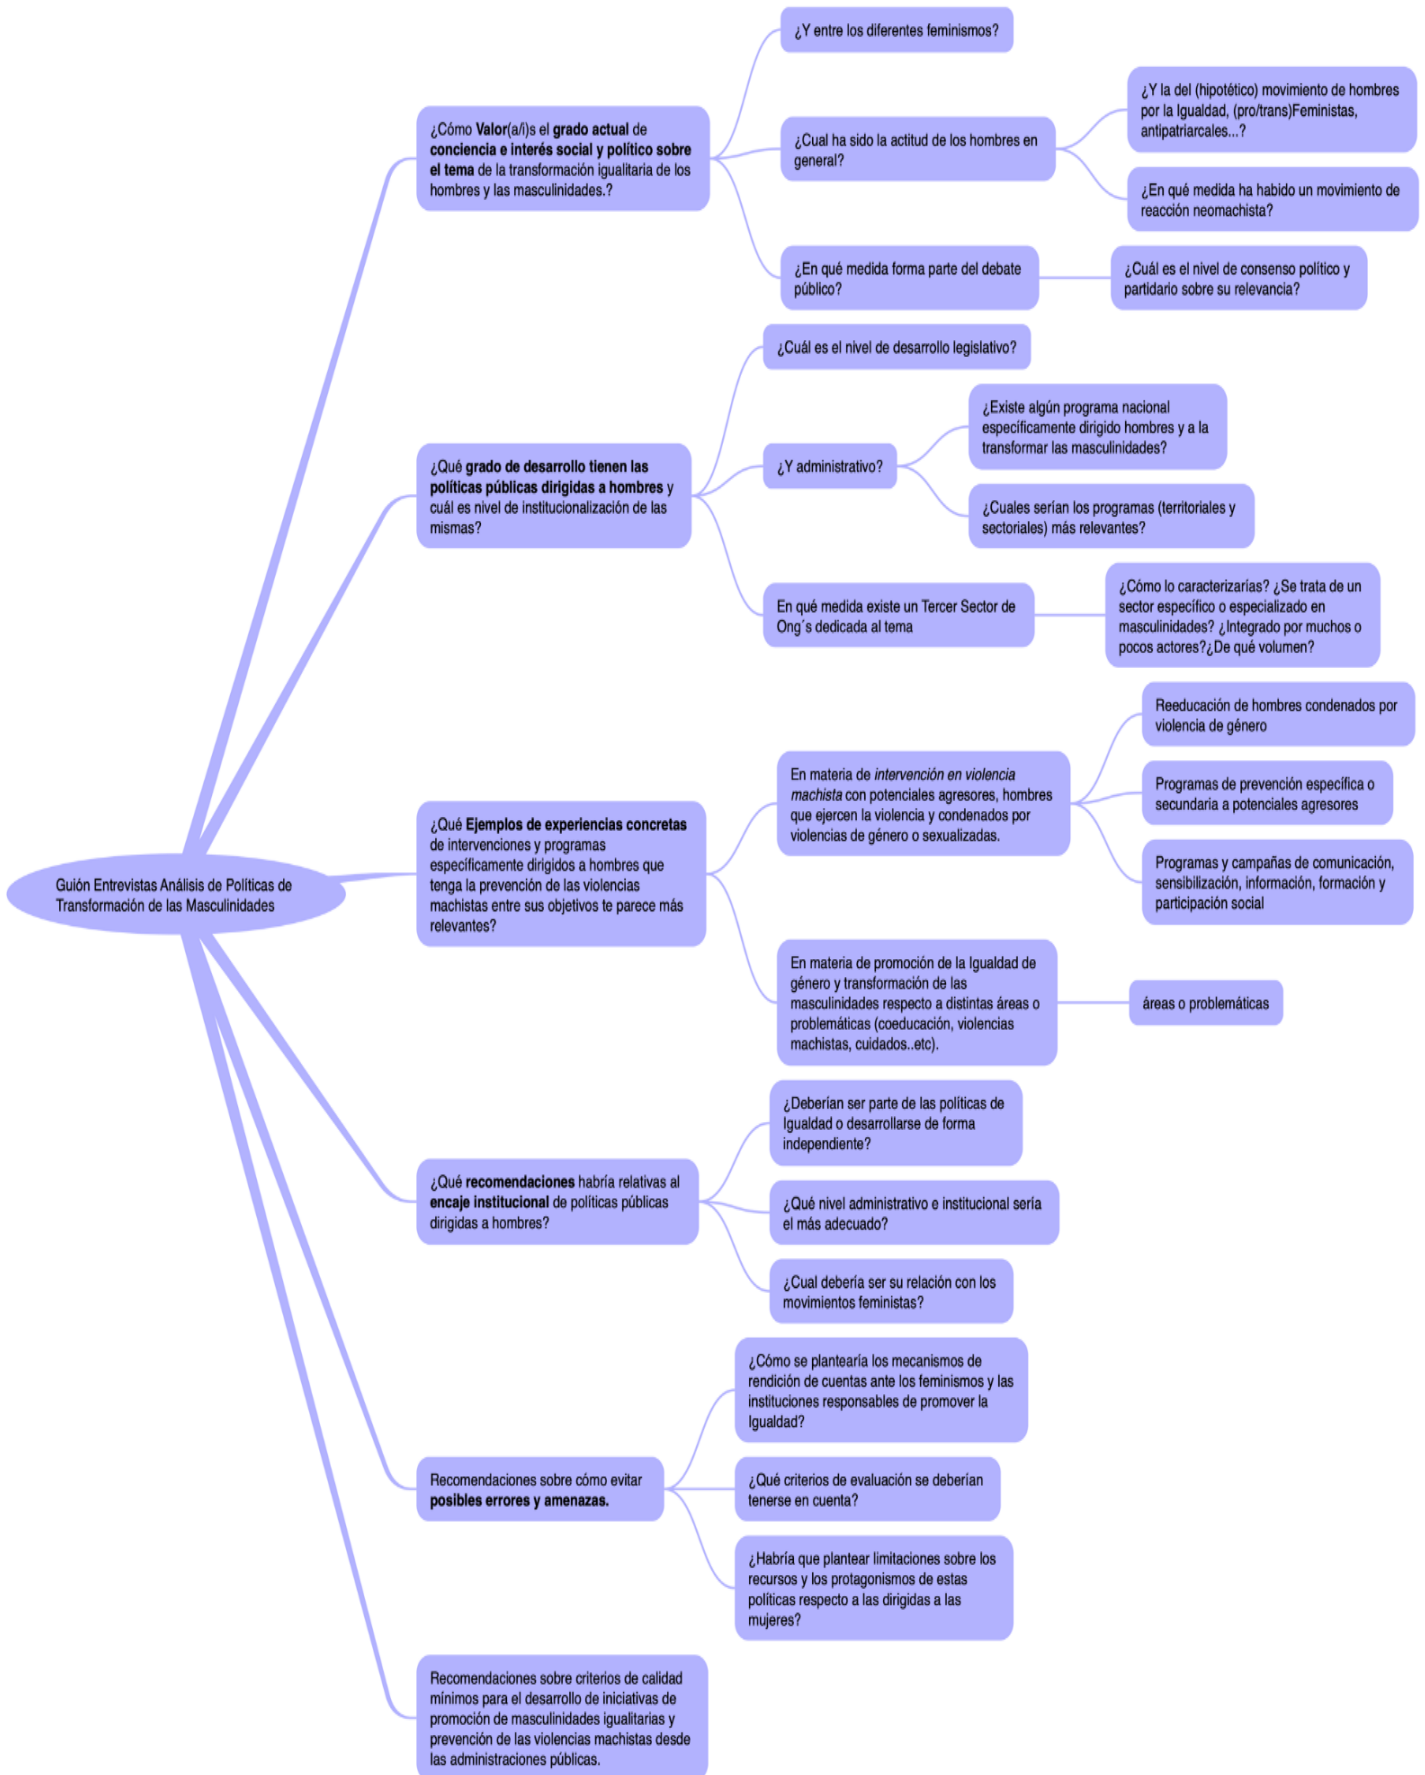 ¿Y entre los diferentes feminismos?
¿Cómo Valor(a/i)s el grado actual de
conciencia e interés social y político sobre
el tema de la transformación igualitaria de los
hombres y las masculinidades.?
¿Cual ha sido la actitud de los hombres en
general?
¿Y la del (hipotético) movimiento de hombres
por la Igualdad, (pro/trans)Feministas,
antipatriarcales...?
¿En qué medida ha habido un movimiento de
reacción neomachista?
¿En qué medida forma parte del debate
público?
¿Cuál es el nivel de consenso político y
partidario sobre su relevancia?
¿Cuál es el nivel de desarrollo legislativo?
¿Qué grado de desarrollo tienen las
políticas públicas dirigidas a hombres y
cuál es nivel de institucionalización de las
mismas?
¿Y administrativo?
¿Existe algún programa nacional
específicamente dirigido hombres y a la
transformar las masculinidades?
¿Cuales serían los programas (territoriales y
sectoriales) más relevantes?
En qué medida existe un Tercer Sector de
Ong´s dedicada al tema
¿Cómo lo caracterizarías? ¿Se trata de un
sector específico o especializado en
masculinidades? ¿Integrado por muchos o
pocos actores?¿De qué volumen?
Guión Entrevistas Análisis de Políticas de
Transformación de las Masculinidades
¿Qué Ejemplos de experiencias concretas
de intervenciones y programas
específicamente dirigidos a hombres que
tenga la prevención de las violencias
machistas entre sus objetivos te parece más
relevantes?
En materia de intervención en violencia
machista con potenciales agresores, hombres
que ejercen la violencia y condenados por
violencias de género o sexualizadas.
Reeducación de hombres condenados por
violencia de género
Programas de prevención específica o
secundaria a potenciales agresores
Programas y campañas de comunicación,
sensibilización, información, formación y
participación social
En materia de promoción de la Igualdad de
género y transformación de las
masculinidades respecto a distintas áreas o
problemáticas (coeducación, violencias
machistas, cuidados..etc).
áreas o problemáticas
¿Qué recomendaciones habría relativas al
encaje institucional de políticas públicas
dirigidas a hombres?
¿Deberían ser parte de las políticas de
Igualdad o desarrollarse de forma
independiente?
¿Qué nivel administrativo e institucional sería
el más adecuado?
¿Cual debería ser su relación con los
movimientos feministas?
Recomendaciones sobre cómo evitar
posibles errores y amenazas.
¿Cómo se plantearía los mecanismos de
rendición de cuentas ante los feminismos y las
instituciones responsables de promover la
Igualdad?
¿Qué criterios de evaluación se deberían
tenerse en cuenta?
¿Habría que plantear limitaciones sobre los
recursos y los protagonismos de estas
políticas respecto a las dirigidas a las
mujeres?
Recomendaciones sobre criterios de calidad
mínimos para el desarrollo de iniciativas de
promoción de masculinidades igualitarias y
prevención de las violencias machistas desde
las administraciones públicas.